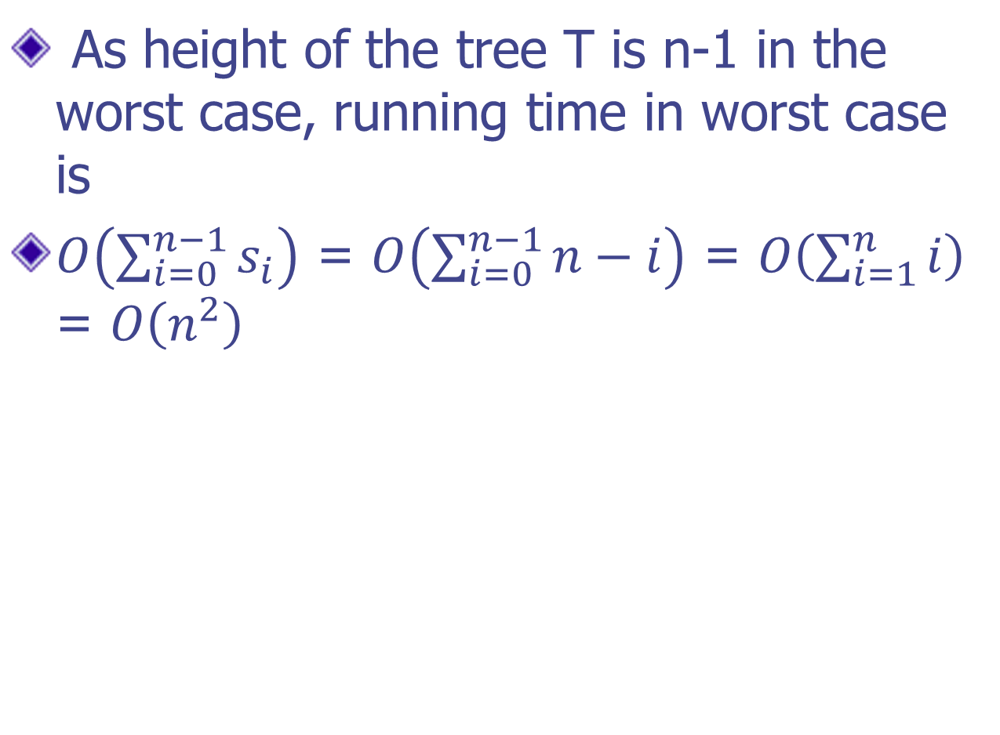 As height of the tree T is n-1 in the
worst case, running time in worst case
is
𝑂(∑_{𝑖=0}^{𝑛−1} 𝑠_𝑖) = 𝑂(∑_{𝑖=0}^{𝑛−1} 𝑛 − 𝑖) = 𝑂(∑_{𝑖=1}^{𝑛} 𝑖)
= 𝑂(𝑛^2)